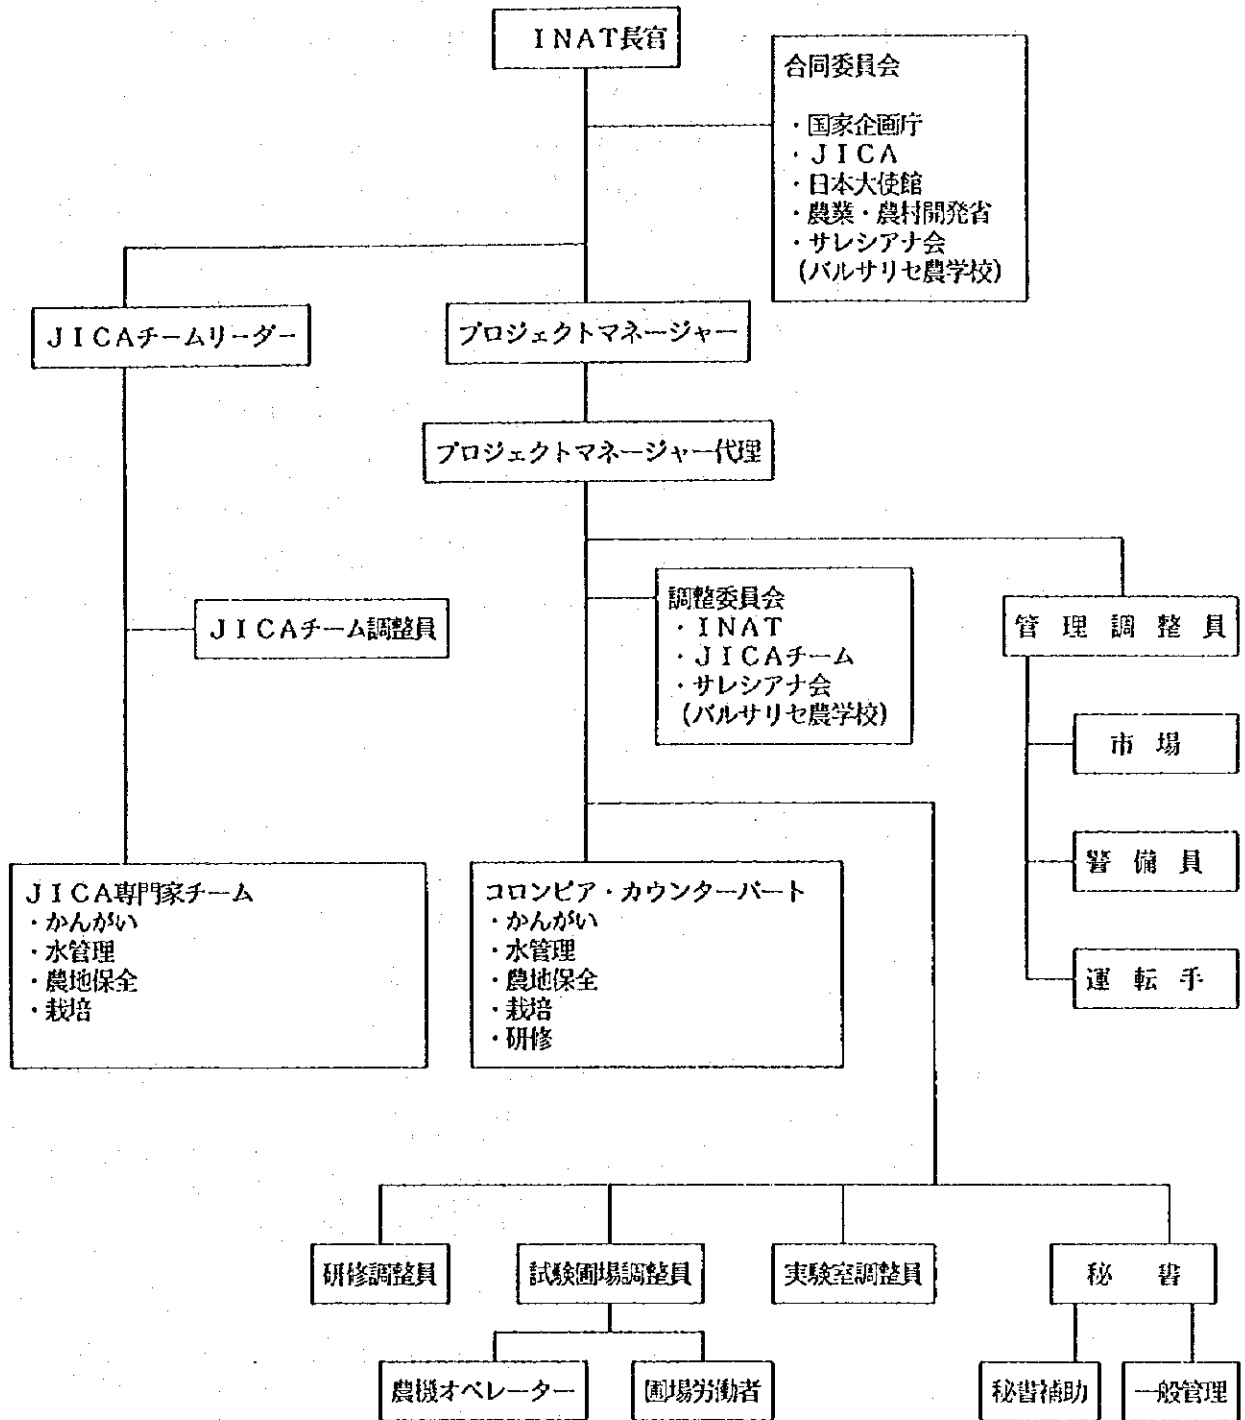 INAT長官
合同委員会
・国家企画庁
・JICA
・日本大使館
・農業・農村開発省
・サレシアナ会
(バルサリセ農学校)
JICAチームリーダー
プロジェクトマネージャー
プロジェクトマネージャー代理
JICAチーム調整員
調整委員会
・INAT
・JICAチーム
・サレシアナ会
(バルサリセ農学校)
管理調整員
市場
警備員
運転手
JICA専門家チーム
・かんがい
・水管理
・農地保全
・栽培
コロンビア・カウンターパート
・かんがい
・水管理
・農地保全
・栽培
・研修
研修調整員
試験圃場調整員
実験室調整員
秘書
農機オペレーター
圃場労働者
秘書補助
一般管理